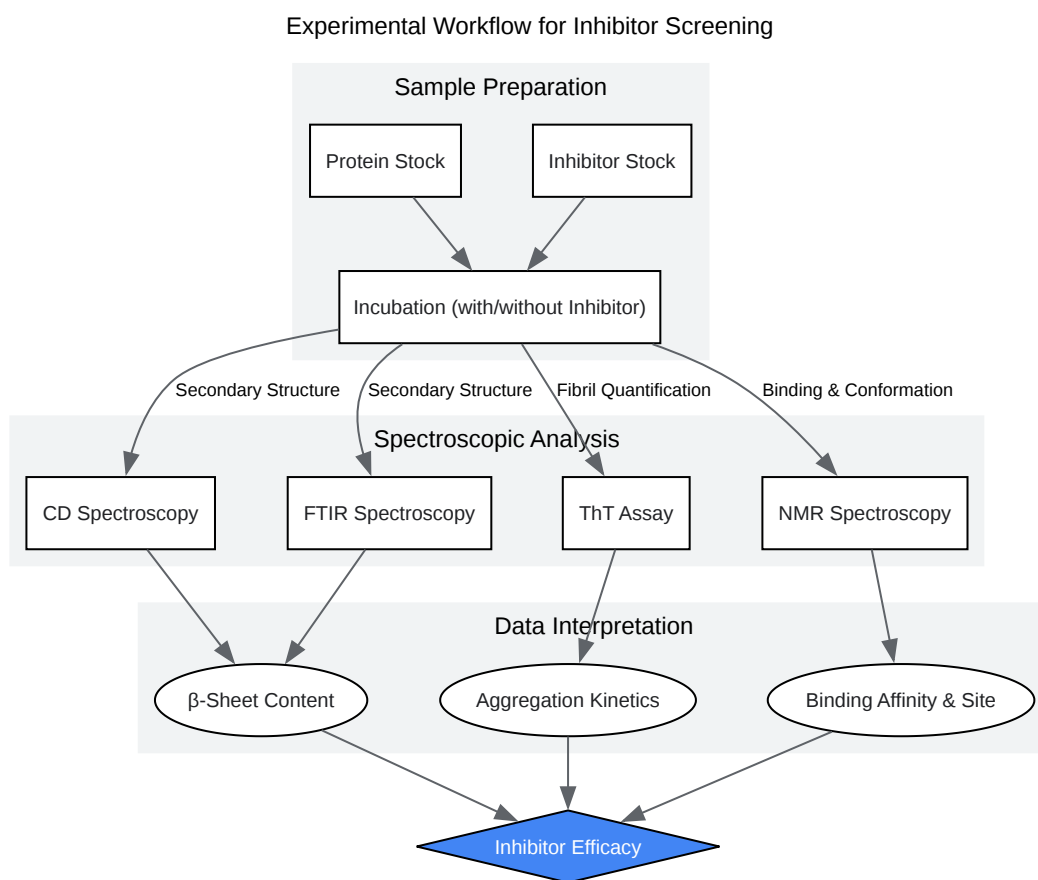 Experimental Workflow for Inhibitor Screening
Sample Preparation
Protein Stock
Inhibitor Stock
Incubation (with/without Inhibitor)
Secondary Structure
Secondary Structure
Fibril Quantification
Binding & Conformation
Spectroscopic Analysis
CD Spectroscopy
FTIR Spectroscopy
ThT Assay
NMR Spectroscopy
Data Interpretation
β-Sheet Content
Aggregation Kinetics
Binding Affinity & Site
Inhibitor Efficacy